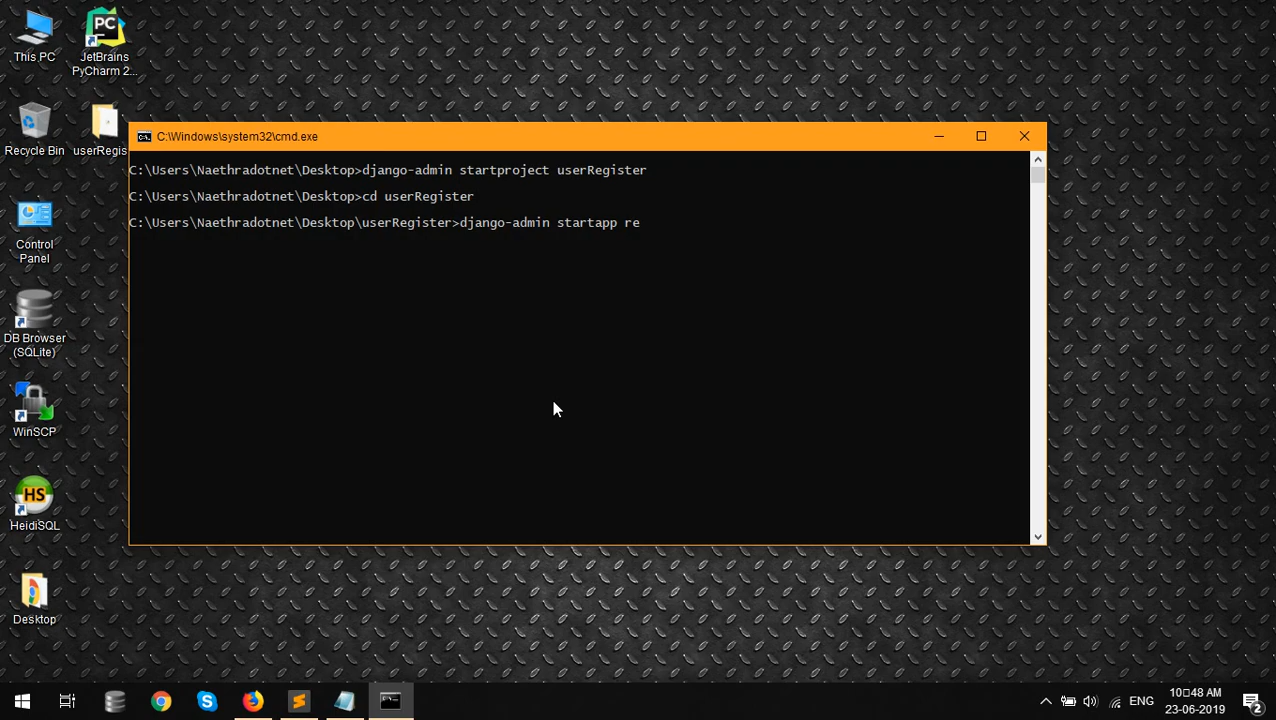 This PC
JetBrains
PyCharm 2...
Recycle Bin
userRegis
Control
Panel
DB Browser
(SQLite)
WinSCP
HS
HeidiSQL
Desktop
PC
C:\Windows\system32\cmd.exe
C:\Users\Naethradotnet\Desktop>django-admin startproject userRegister
C:\Users\Naethradotnet\Desktop>cd userRegister
C:\Users\Naethradotnet\Desktop\userRegister>django-admin startapp re
ENG
10:48 AM
23-06-2019
2